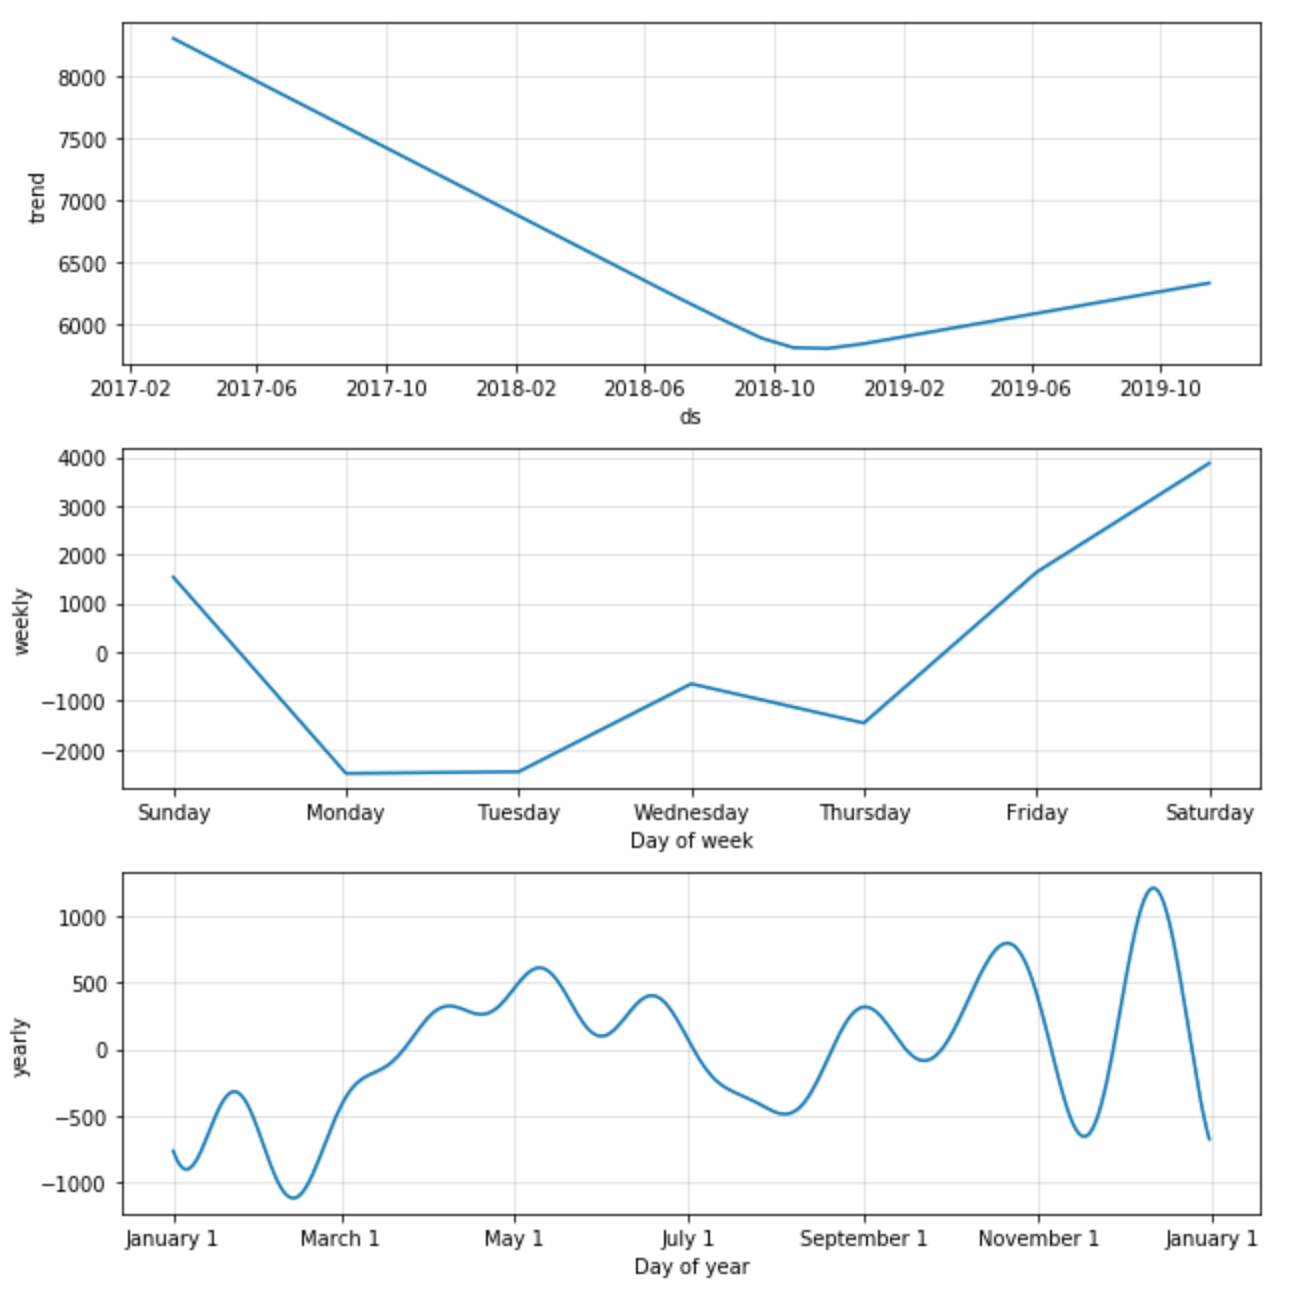 8000
7500
7000
6500
6000
trend
2017-02 2017-06 2017-10 2018-02 2018-06 2018-10 2019-02 2019-06 2019-10
ds
4000
3000
2000
1000
0
−1000
−2000
weekly
Sunday Monday Tuesday Wednesday Thursday Friday Saturday
Day of week
1000
500
0
−500
−1000
yearly
January 1 March 1 May 1 July 1 September 1 November 1 January 1
Day of year